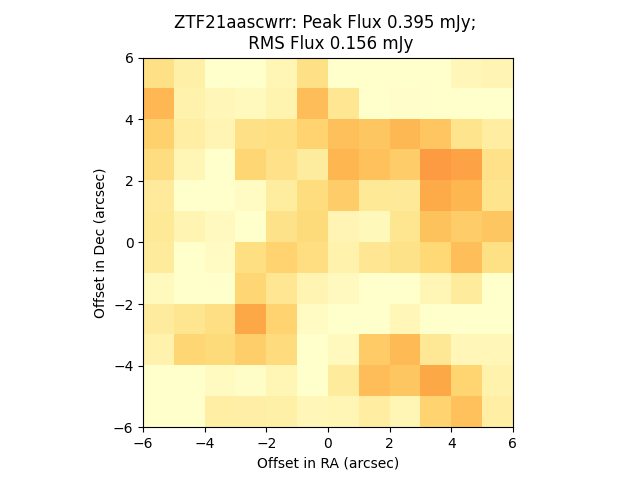 ZTF21aascwrr: Peak Flux 0.395 mJy;
RMS Flux 0.156 mJy
6
4
2
0
−2
−4
−6
Offset in Dec (arcsec)
−6 −4 −2 0 2 4 6
Offset in RA (arcsec)